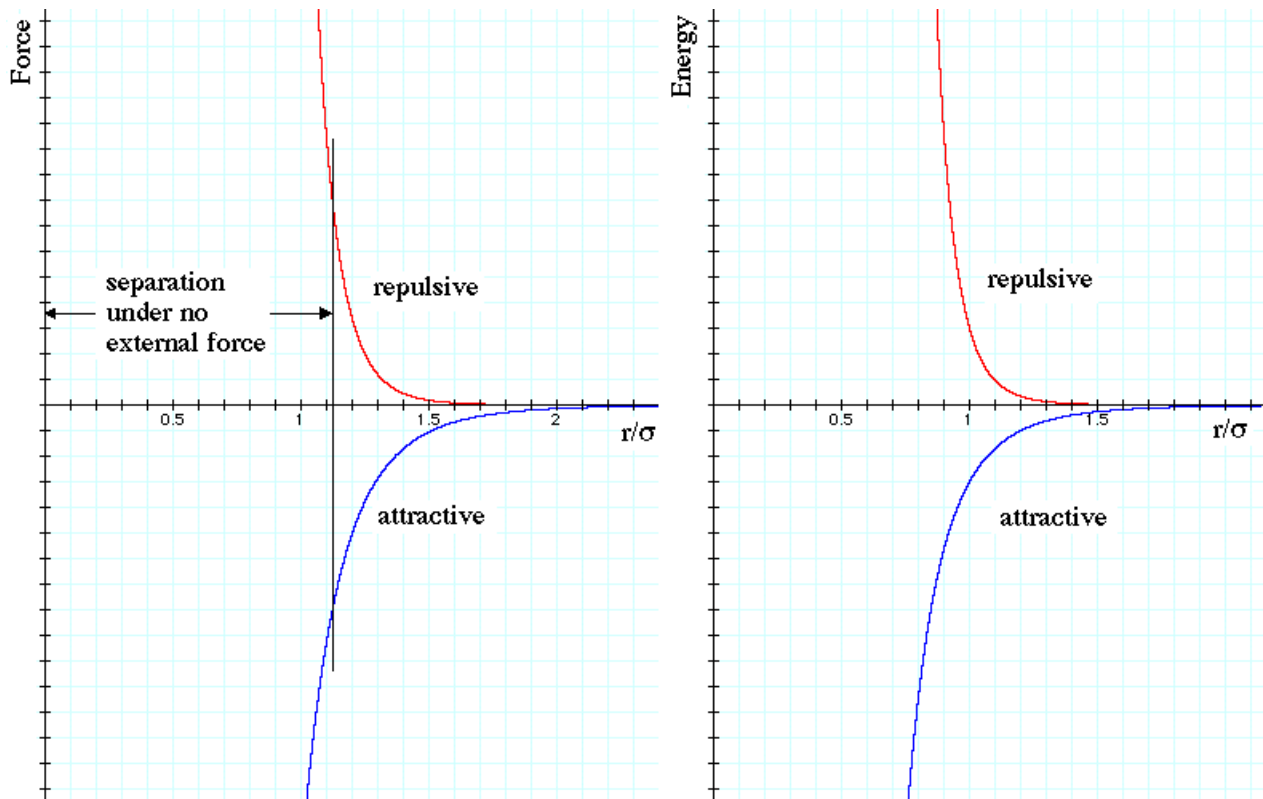 Force
separation
under no
external force
repulsive
0.5
1
1.5
2
r/σ
attractive
Energy
repulsive
0.5
1
1.5
r/σ
attractive